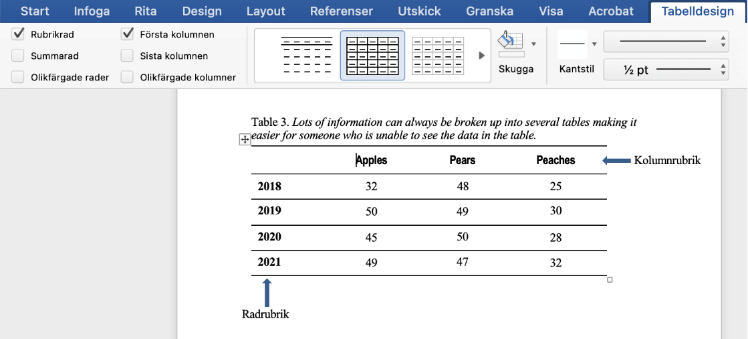 Start Infoga Rita Design Layout Referenser Utskick Granska Visa Acrobat Tabelldesign
Rubrikrad Första kolumnen
Summarad Sista kolumnen
Olikfärgade rader Olikfärgade kolumner
Skugga Kantstil ½ pt
Table 3. Lots of information can always be broken up into several tables making it
easier for someone who is unable to see the data in the table.
Apples Pears Peaches Kolumnrubrik
2018 32 48 25
2019 50 49 30
2020 45 50 28
2021 49 47 32
Radrubrik